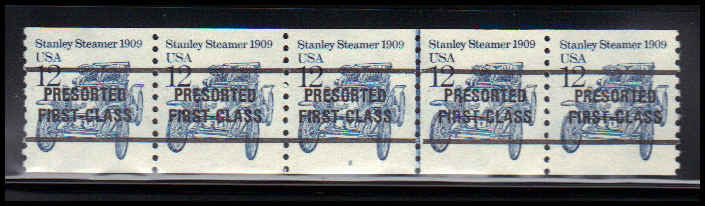 Stanley Steamer 1909 Stanley Steamer 1909 Stanley Steamer 1909 Stanley Steamer 1909 Stanley Steamer 1909
USA USA USA USA USA
12 12 12 12 12
PRESORTED PRESORTED PRESORTED PRESORTED PRESORTED
FIRST-CLASS FIRST-CLASS FIRST-CLASS FIRST-CLASS FIRST-CLASS